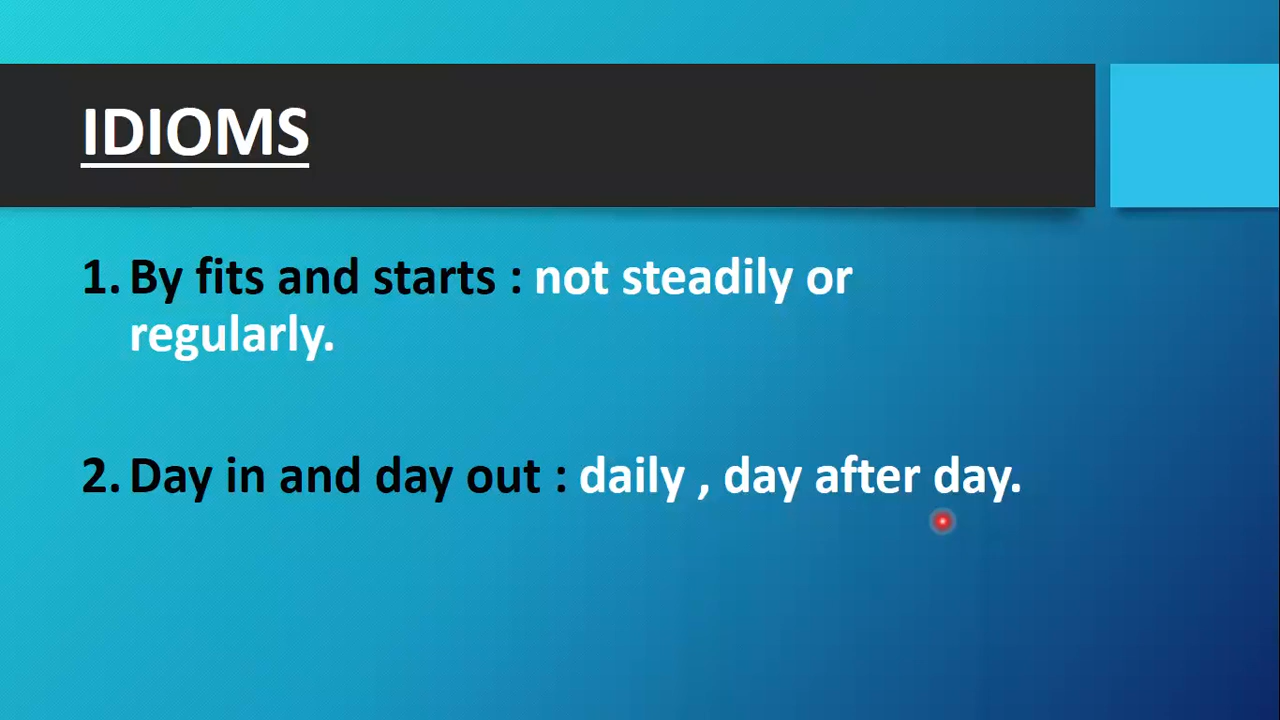 IDIOMS
1. By fits and starts : not steadily or
regularly.
2. Day in and day out : daily , day after day.